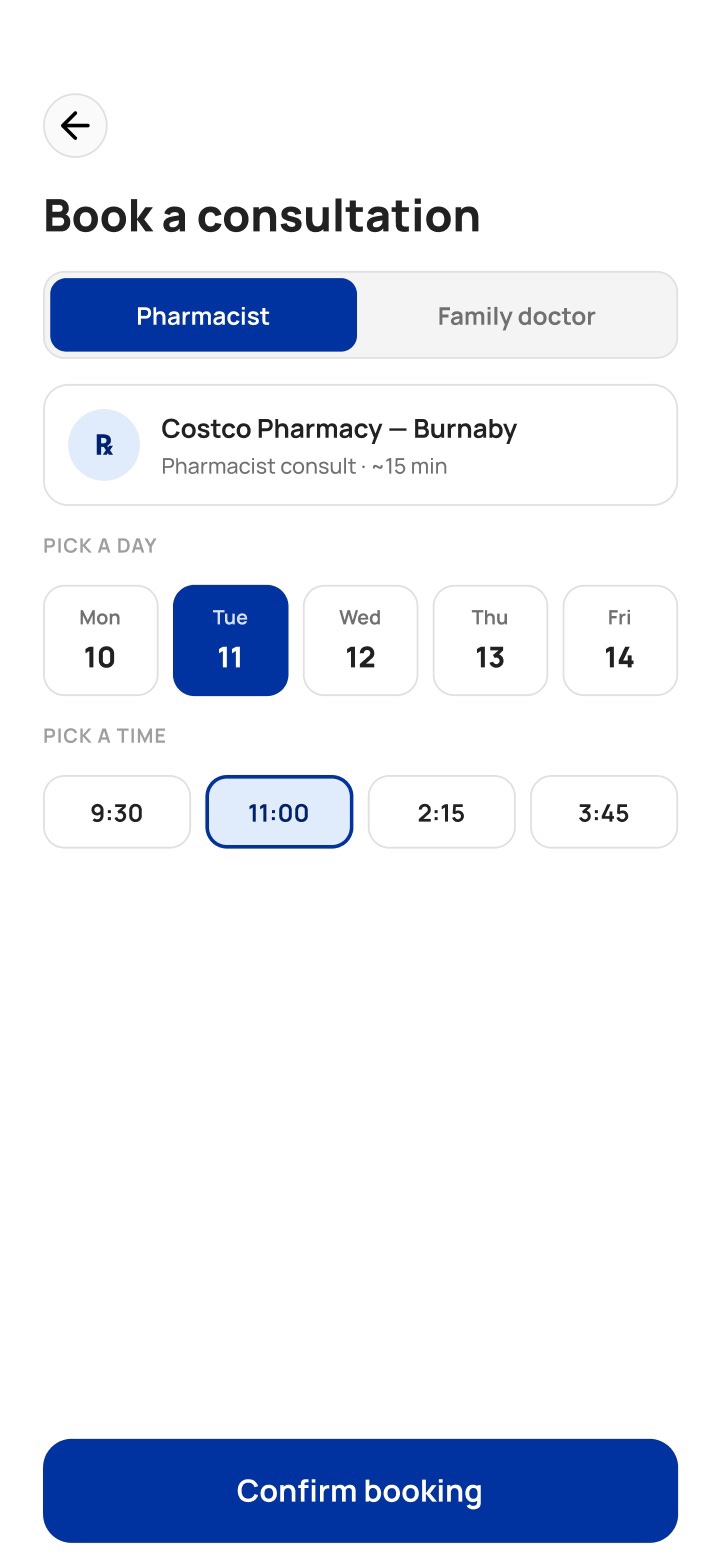 Book a consultation
Pharmacist Family doctor
℞
Costco Pharmacy — Burnaby
Pharmacist consult · ~15 min
PICK A DAY
Mon Tue Wed Thu Fri
10 11 12 13 14
PICK A TIME
9:30 11:00 2:15 3:45
Confirm booking